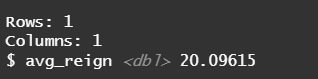 Rows: 1
Columns: 1
$ avg_reign <dbl> 20.09615